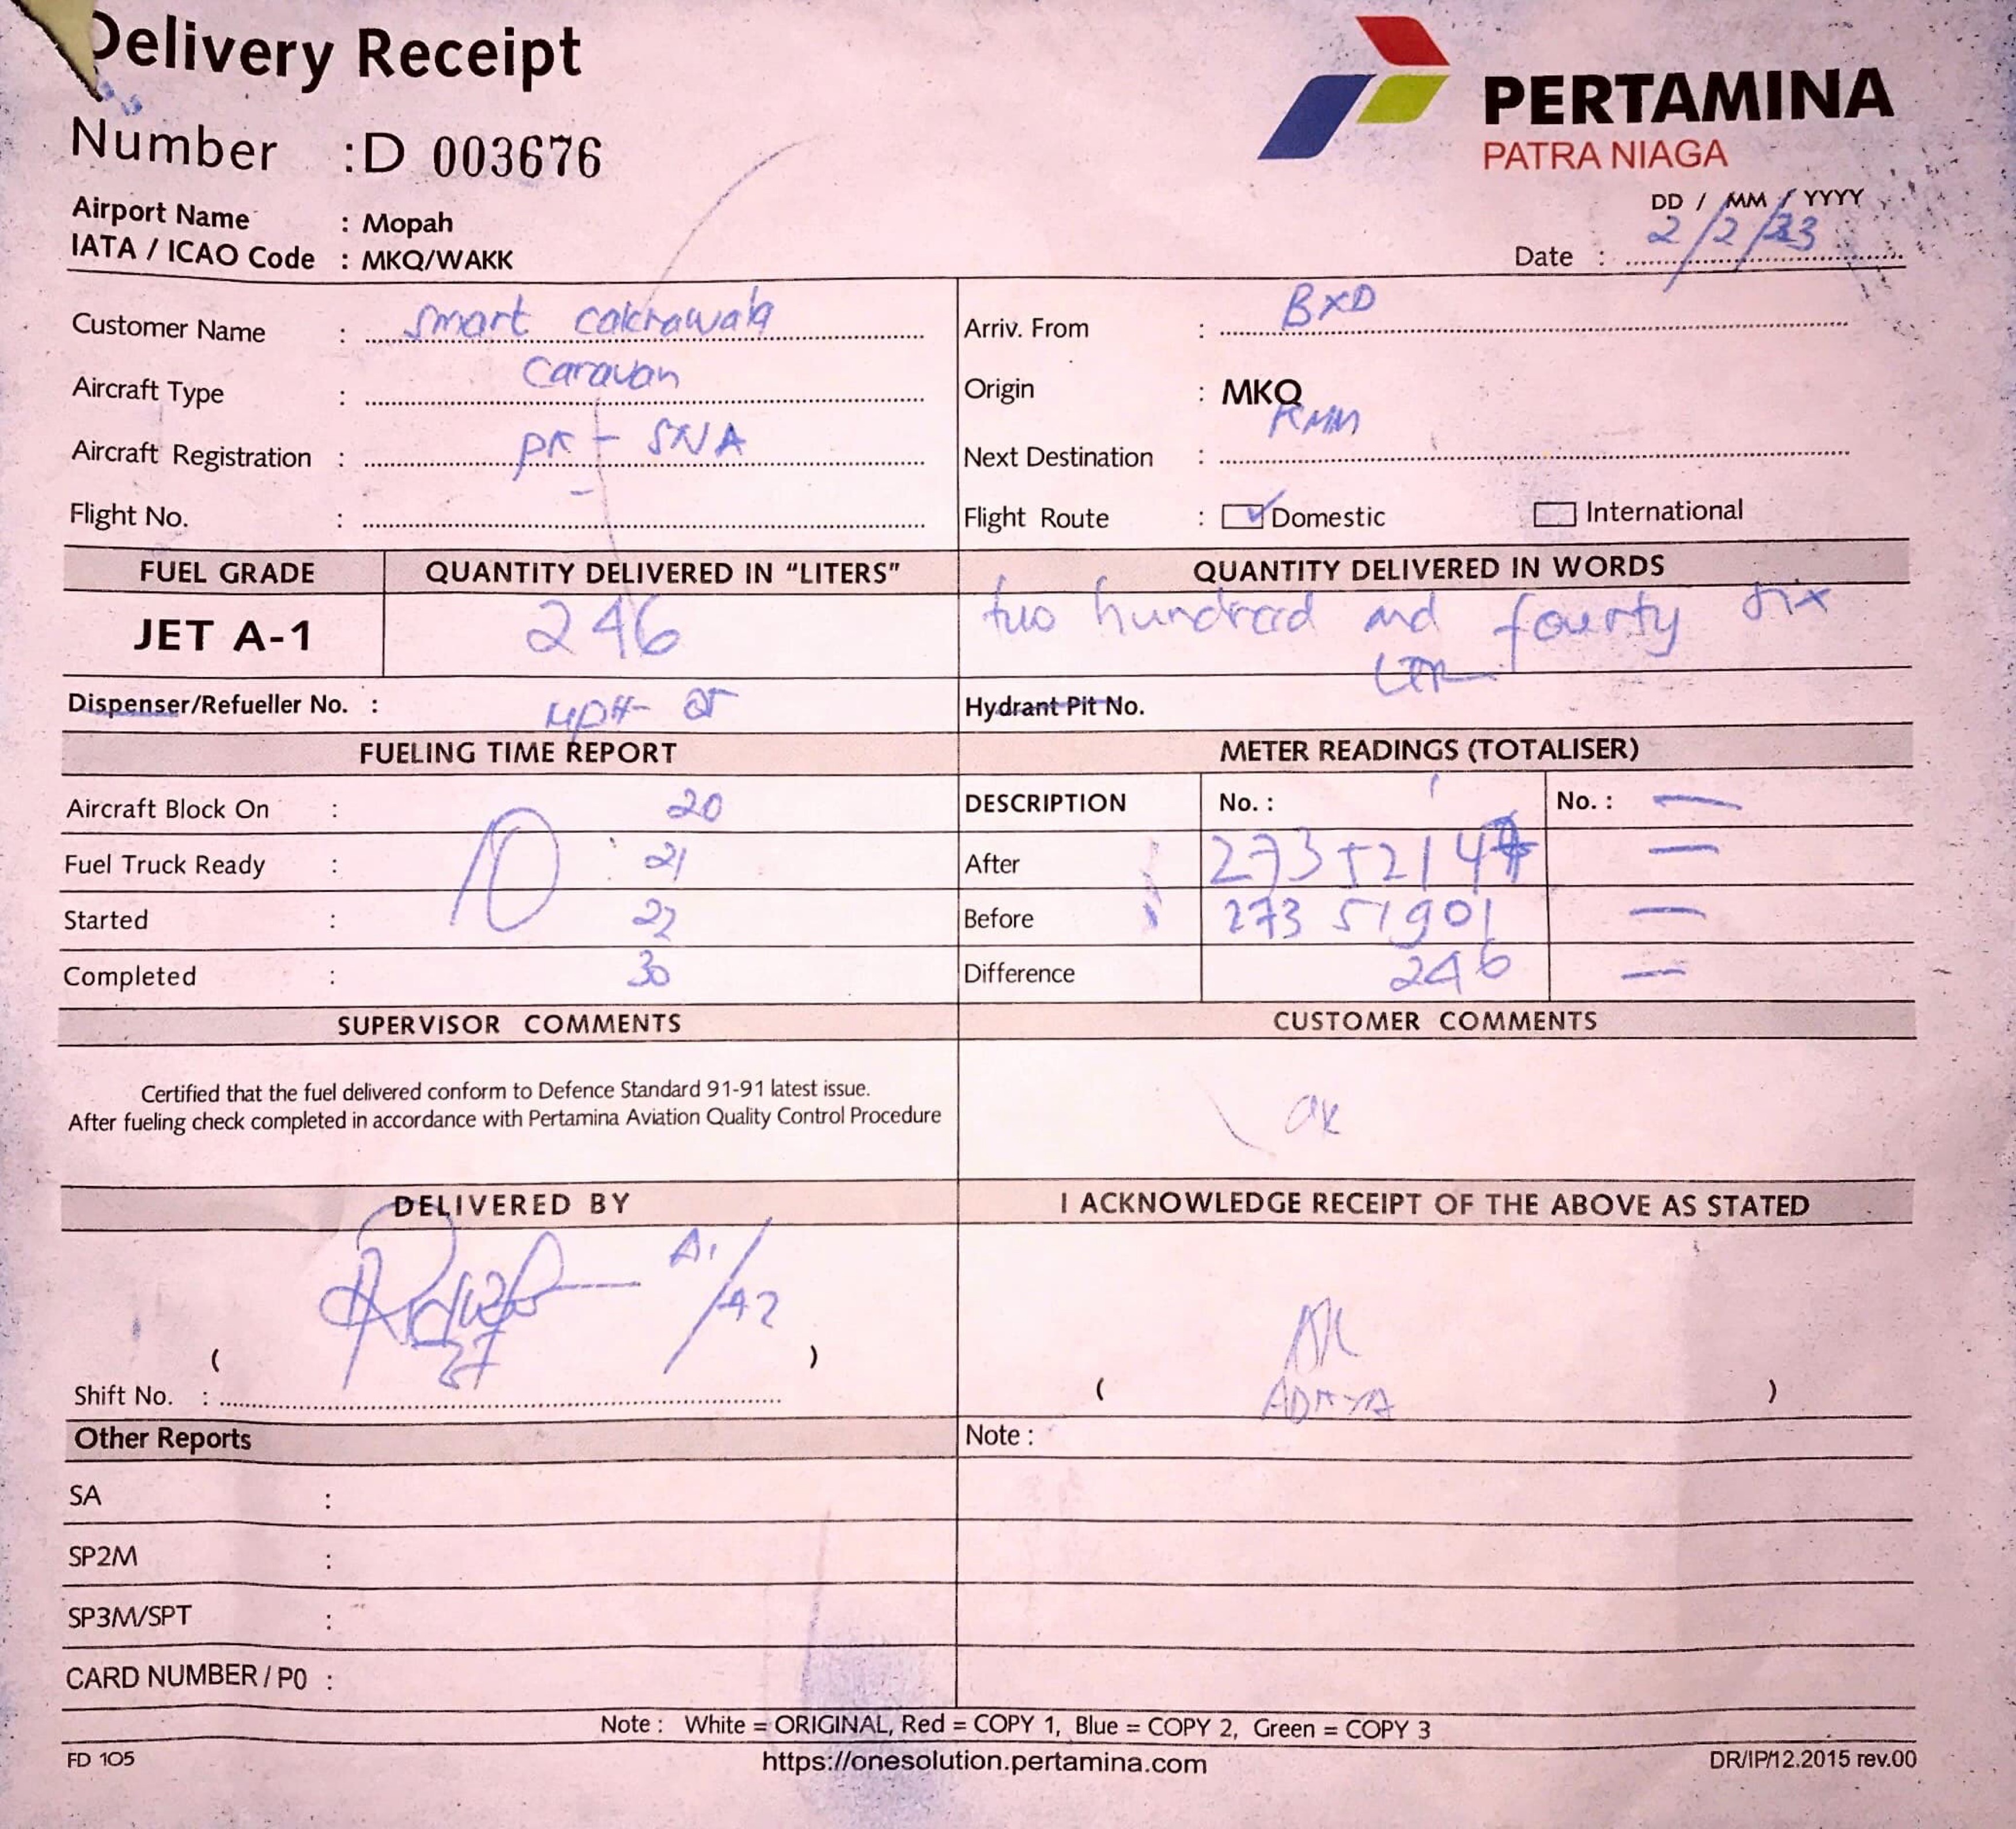 Delivery Receipt
PERTAMINA
PATRA NIAGA
Number : D 003676
Airport Name : Mopah
IATA / ICAO Code : MKQ/WAKK
DD / MM / YYYY
Date : 2/2/23
Customer Name : smart cakrawala
Arriv. From : BXD
Aircraft Type : Caravan
Origin : MKQ
Aircraft Registration : PK - SNA
Next Destination : RMM
Flight No. : -
Flight Route : Domestic International
FUEL GRADE QUANTITY DELIVERED IN "LITERS" QUANTITY DELIVERED IN WORDS
JET A-1 246 two hundred and fourty six
LTR
Dispenser/Refueller No. : MPH-
Hydrant Pit No.
FUELING TIME REPORT METER READINGS (TOTALISER)
Aircraft Block On : 20 DESCRIPTION No. : 1 No. : —
Fuel Truck Ready : 10 : 21 After 27352147 —
Started : 22 Before 27351901 —
Completed : 30 Difference 246 —
SUPERVISOR COMMENTS CUSTOMER COMMENTS
Certified that the fuel delivered conform to Defence Standard 91-91 latest issue.
After fueling check completed in accordance with Pertamina Aviation Quality Control Procedure
ok
DELIVERED BY I ACKNOWLEDGE RECEIPT OF THE ABOVE AS STATED
( )
Shift No. :
( )
Other Reports Note :
SA :
SP2M :
SP3M/SPT :
CARD NUMBER / P0 :
Note : White = ORIGINAL, Red = COPY 1, Blue = COPY 2, Green = COPY 3
FD 105 https://onesolution.pertamina.com DR/IP/12.2015 rev.00